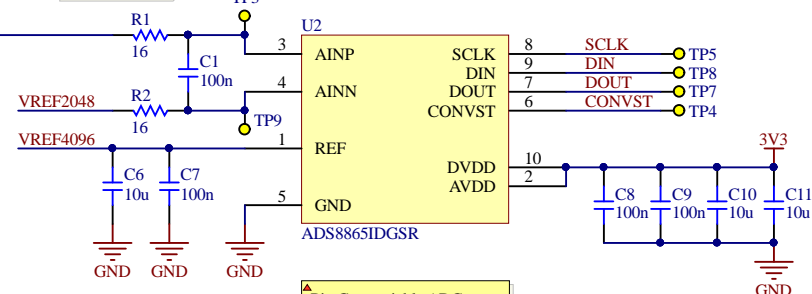 R1
16
U2
3
AINP
SCLK
8
SCLK
TP5
DIN
9
DIN
TP8
C1
100n
4
AINN
DOUT
7
DOUT
TP7
CONVST
6
CONVST
TP4
VREF2048
R2
16
TP9
VREF4096
1
REF
3V3
DVDD
10
AVDD
2
C6
10u
C7
100n
C8
100n
C9
100n
C10
10u
C11
10u
5
GND
ADS8865IDGSR
GND
GND
GND
GND